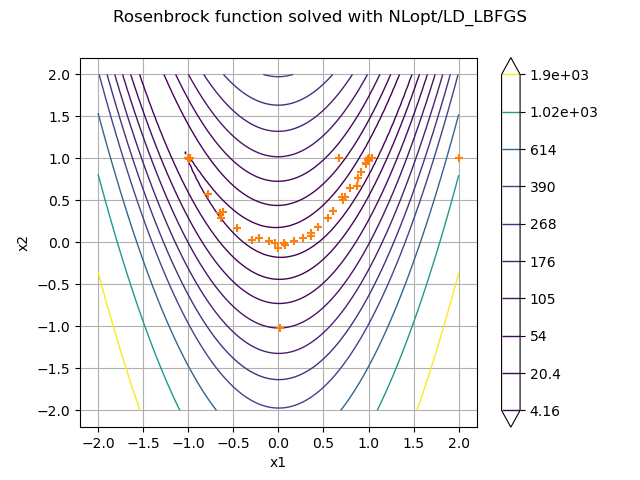 Rosenbrock function solved with NLopt/LD_LBFGS
2.0
1.5
1.0
0.5
0.0
−0.5
−1.0
−1.5
−2.0
x2
−2.0 −1.5 −1.0 −0.5 0.0 0.5 1.0 1.5 2.0
x1
1.9e+03
1.02e+03
614
390
268
176
105
54
20.4
4.16